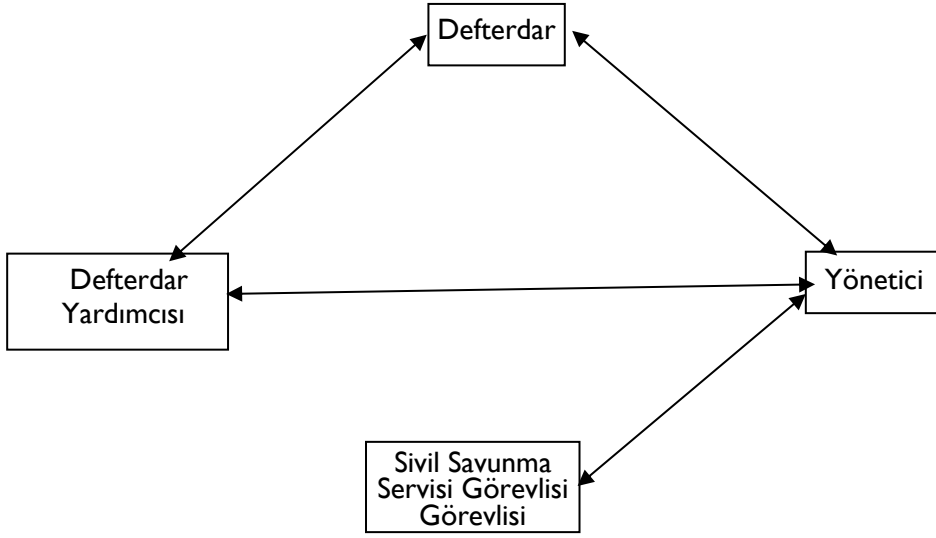 Defterdar
Defterdar
Yardımcısı
Yönetici
Sivil Savunma
Servisi Görevlisi
Görevlisi